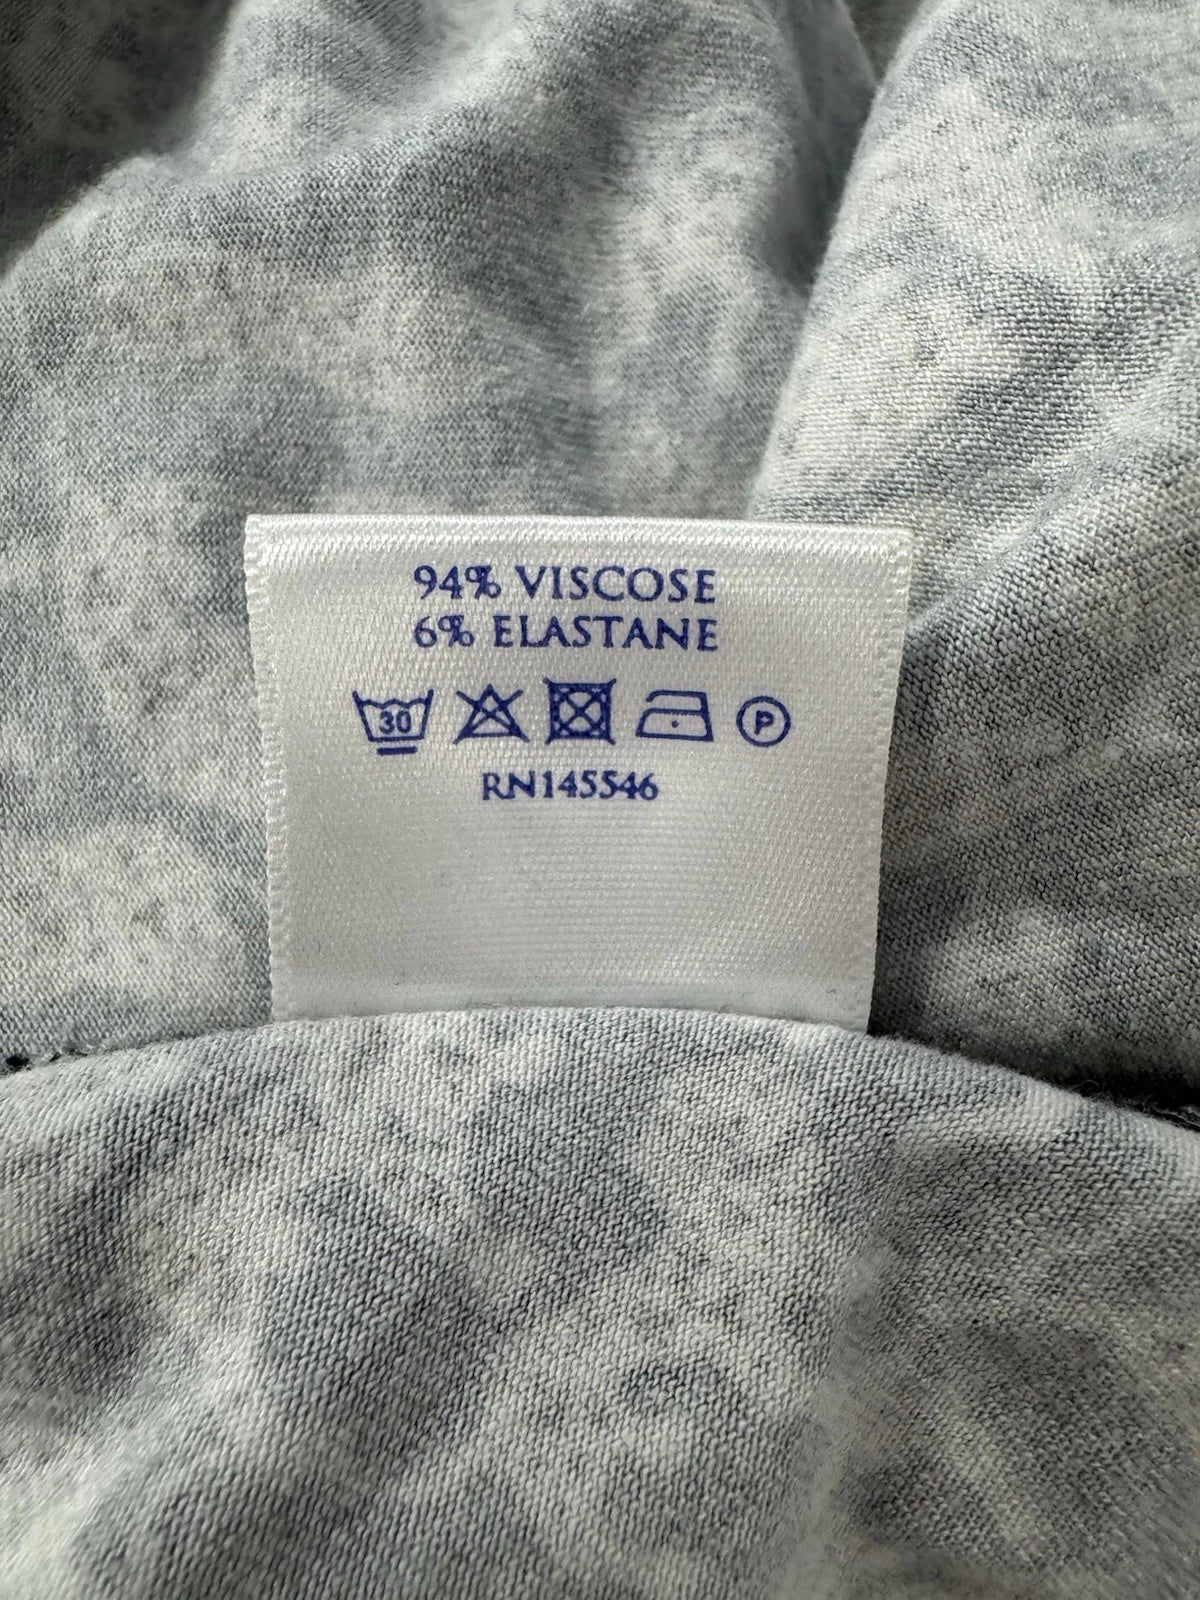 94% VISCOSE
6% ELASTANE
30 P
RN145546